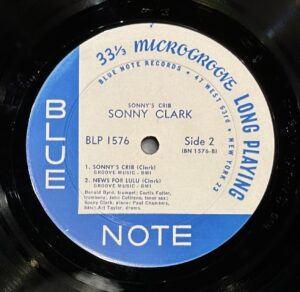 33⅓ MICROGROOVE LONG PLAYING
BLUE NOTE RECORDS • 47 WEST 63rd • NEW YORK 23
SONNY'S CRIB
SONNY CLARK
BLP 1576
Side 2
(BN 1576-B)
1. SONNY'S CRIB (Clark)
GROOVE MUSIC - BMI
2. NEWS FOR LULU (Clark)
GROOVE MUSIC - BMI
Donald Byrd, trumpet; Curtis Fuller,
trombone; John Coltrane, tenor sax;
Sonny Clark, piano; Paul Chambers,
bass; Art Taylor, drums.
BLUE
NOTE